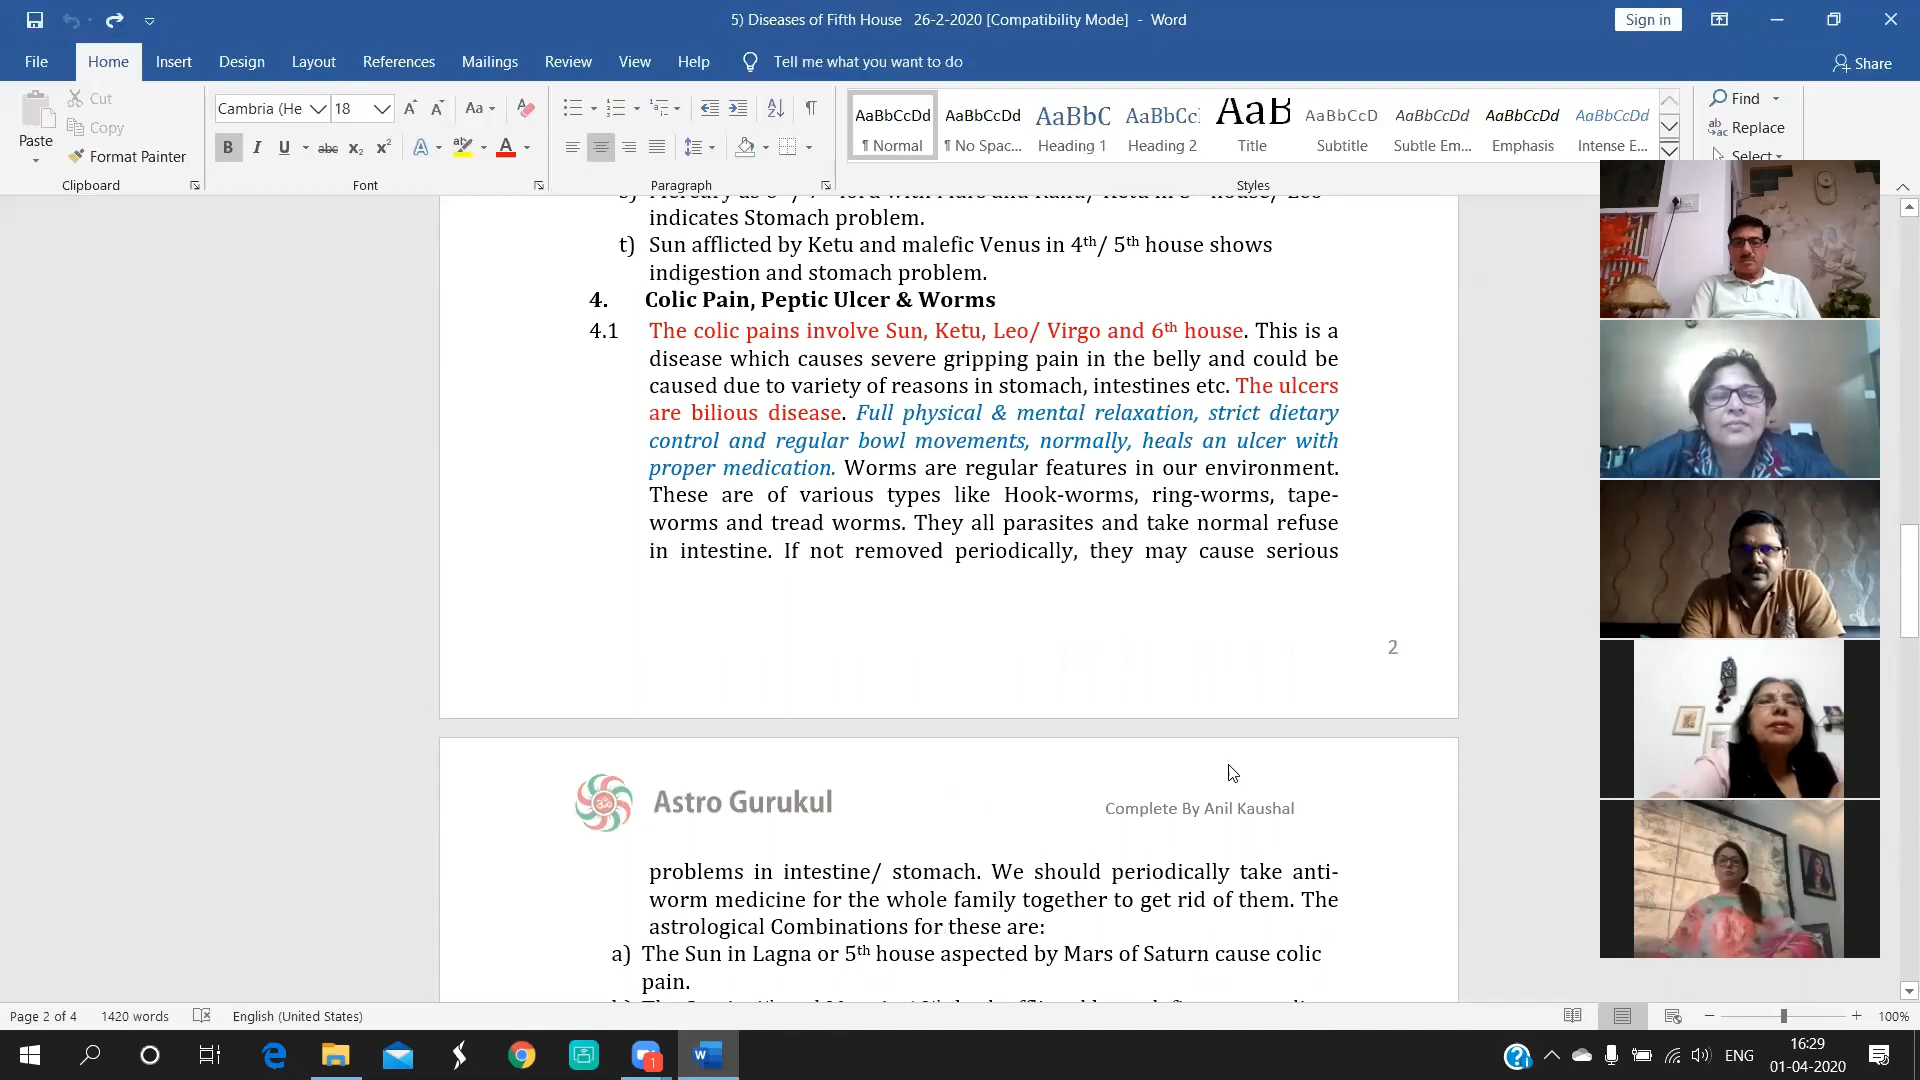 5) Diseases of Fifth House 26-2-2020 [Compatibility Mode] - Word
Sign in
File Home Insert Design Layout References Mailings Review View Help Tell me what you want to do
Share
Cut
Copy
Paste
Format Painter
Clipboard
Cambria (He 18
Font
Paragraph
AaBbCcDd AaBbCcDd AaBbC AaBbCc AaB AaBbCcD AaBbCcDd AaBbCcDd AaBbCcDd
¶ Normal ¶ No Spac... Heading 1 Heading 2 Title Subtitle Subtle Em... Emphasis Intense E...
Styles
Find
Replace
Select
indicates Stomach problem.
t) Sun afflicted by Ketu and malefic Venus in 4th/ 5th house shows
indigestion and stomach problem.
4. Colic Pain, Peptic Ulcer & Worms
4.1 The colic pains involve Sun, Ketu, Leo/ Virgo and 6th house. This is a
disease which causes severe gripping pain in the belly and could be
caused due to variety of reasons in stomach, intestines etc. The ulcers
are bilious disease. Full physical & mental relaxation, strict dietary
control and regular bowl movements, normally, heals an ulcer with
proper medication. Worms are regular features in our environment.
These are of various types like Hook-worms, ring-worms, tape-
worms and tread worms. They all parasites and take normal refuse
in intestine. If not removed periodically, they may cause serious
2
Astro Gurukul
Complete By Anil Kaushal
problems in intestine/ stomach. We should periodically take anti-
worm medicine for the whole family together to get rid of them. The
astrological Combinations for these are:
a) The Sun in Lagna or 5th house aspected by Mars of Saturn cause colic
pain.
Page 2 of 4 1420 words English (United States) 100%
ENG
16:29
01-04-2020